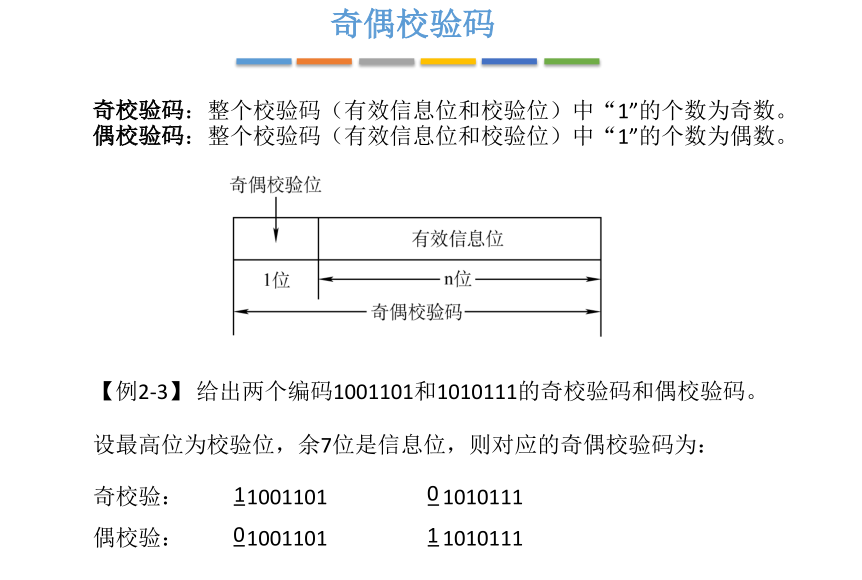 奇偶校验码
奇校验码：整个校验码（有效信息位和校验位）中“1”的个数为奇数。
偶校验码：整个校验码（有效信息位和校验位）中“1”的个数为偶数。
奇偶校验位
有效信息位
1位 n位
奇偶校验码
【例2-3】 给出两个编码1001101和1010111的奇校验码和偶校验码。
设最高位为校验位，余7位是信息位，则对应的奇偶校验码为：
奇校验： 11001101 0 1010111
偶校验： 01001101 1 1010111